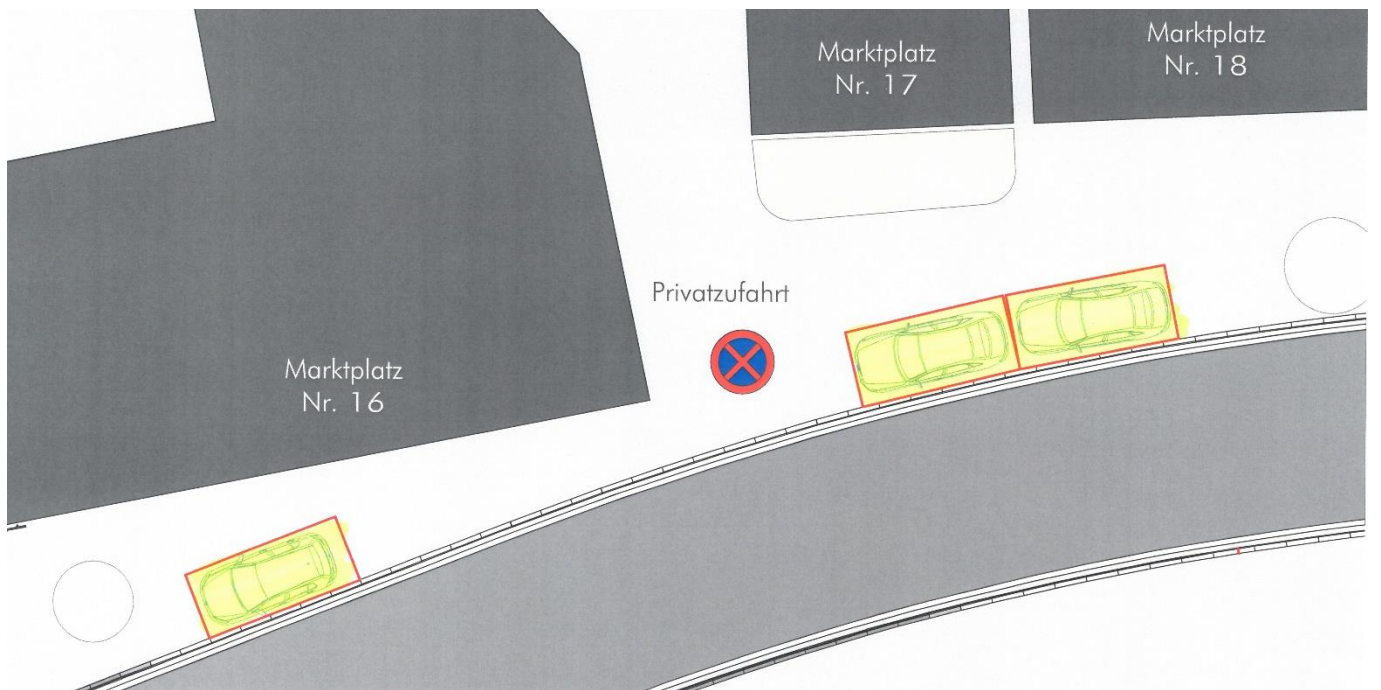 Marktplatz
Nr. 17
Marktplatz
Nr. 18
Privatzufahrt
Marktplatz
Nr. 16